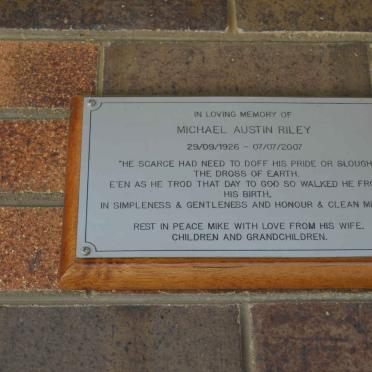 IN LOVING MEMORY OF
MICHAEL AUSTIN RILEY
29/09/1926 - 07/07/2007
"HE SCARCE HAD NEED TO DOFF HIS PRIDE OR SLOUGH
THE DROSS OF EARTH.
E'EN AS HE TROD THAT DAY TO GOD SO WALKED HE
HIS BIRTH,
IN SIMPLENESS & GENTLENESS AND HONOUR & CLEAN
REST IN PEACE MIKE WITH LOVE FROM HIS WIFE,
CHILDREN AND GRANDCHILDREN.